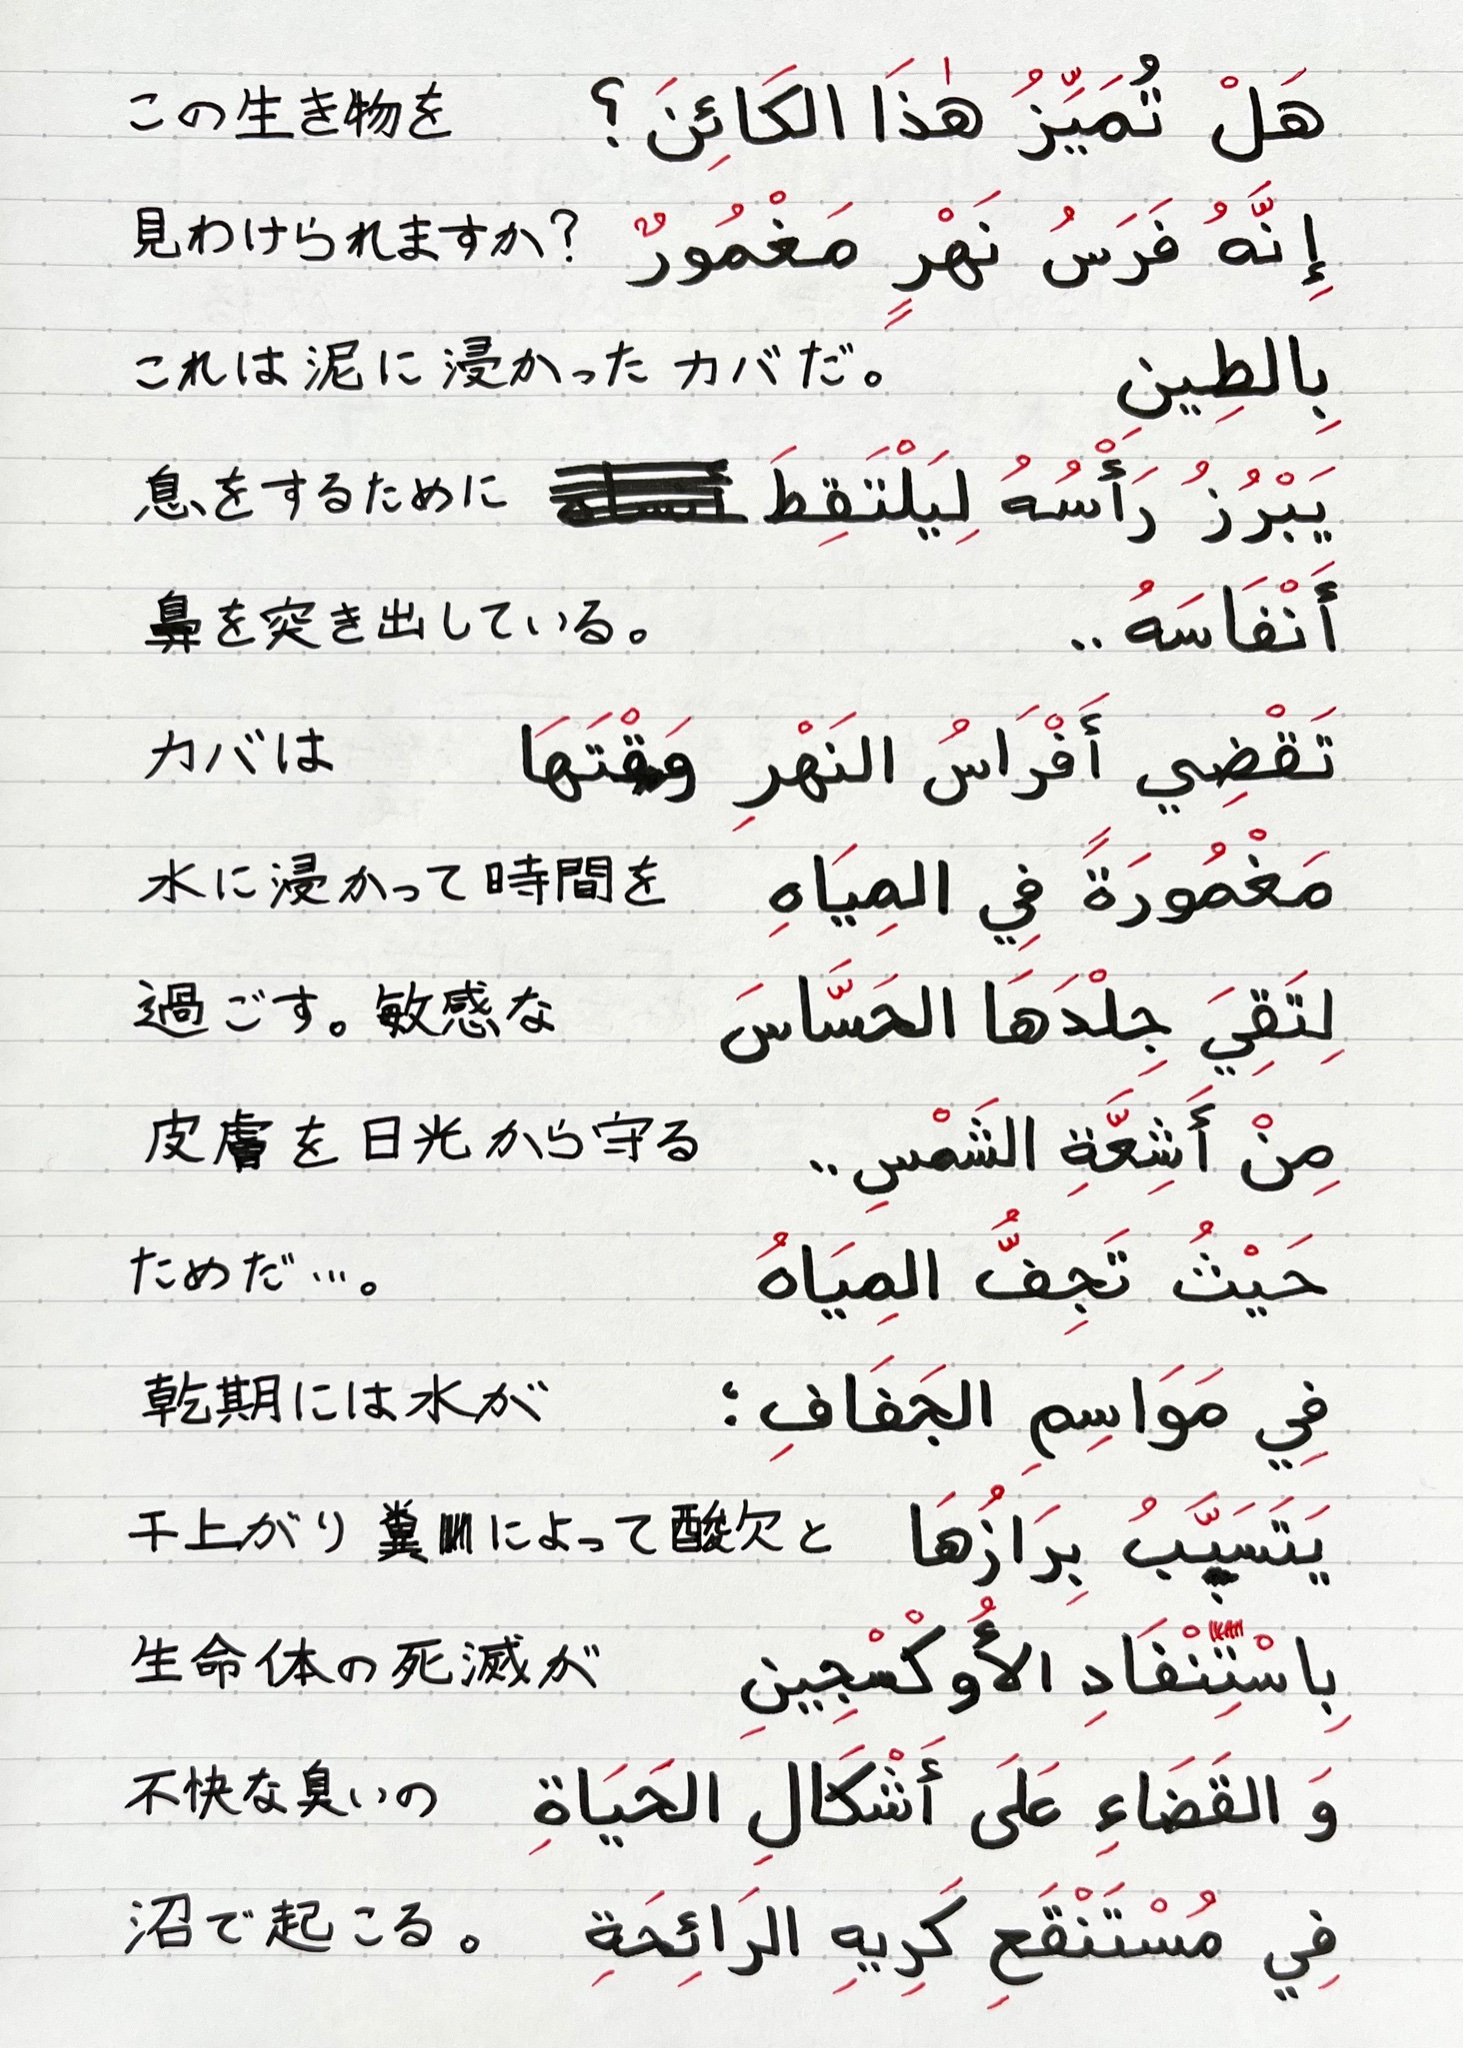 この生き物を هَلْ تُمَيِّزُ هٰذَا الكَائِنَ؟
見わけられますか? إِنَّهُ فَرَسُ نَهْرٍ مَغْمُورٌ
これは泥に浸かったカバだ。 بِالطِينِ
息をするために يَبْرُزُ رَأْسُهُ لِيَلْتَقِطَ
鼻を突き出している。 أَنْفَاسَهُ..
カバは تَقْضِي أَفْرَاسُ النَهْرِ وَقْتَهَا
水に浸かって時間を مَغْمُورَةً فِي المِيَاهِ
過ごす。敏感な لِتَقِيَ جِلْدَهَا الحَسَّاسَ
皮膚を日光から守る مِنْ أَشِعَّةِ الشَمْسِ..
ためだ…。 حَيْثُ تَجِفُّ المِيَاهُ
乾期には水が فِي مَوَاسِمِ الجَفَافِ؛
干上がり糞によって酸欠と يَتَسَبَّبُ بِرَازُهَا
生命体の死滅が بِاسْتِنْفَادِ الأُوكْسْجِينِ
不快な臭いの وَ القَضَاءِ عَلَى أَشْكَالِ الحَيَاةِ
沼で起こる。 فِي مُسْتَنْقَعِ كَرِيهِ الرَائِحَةِ